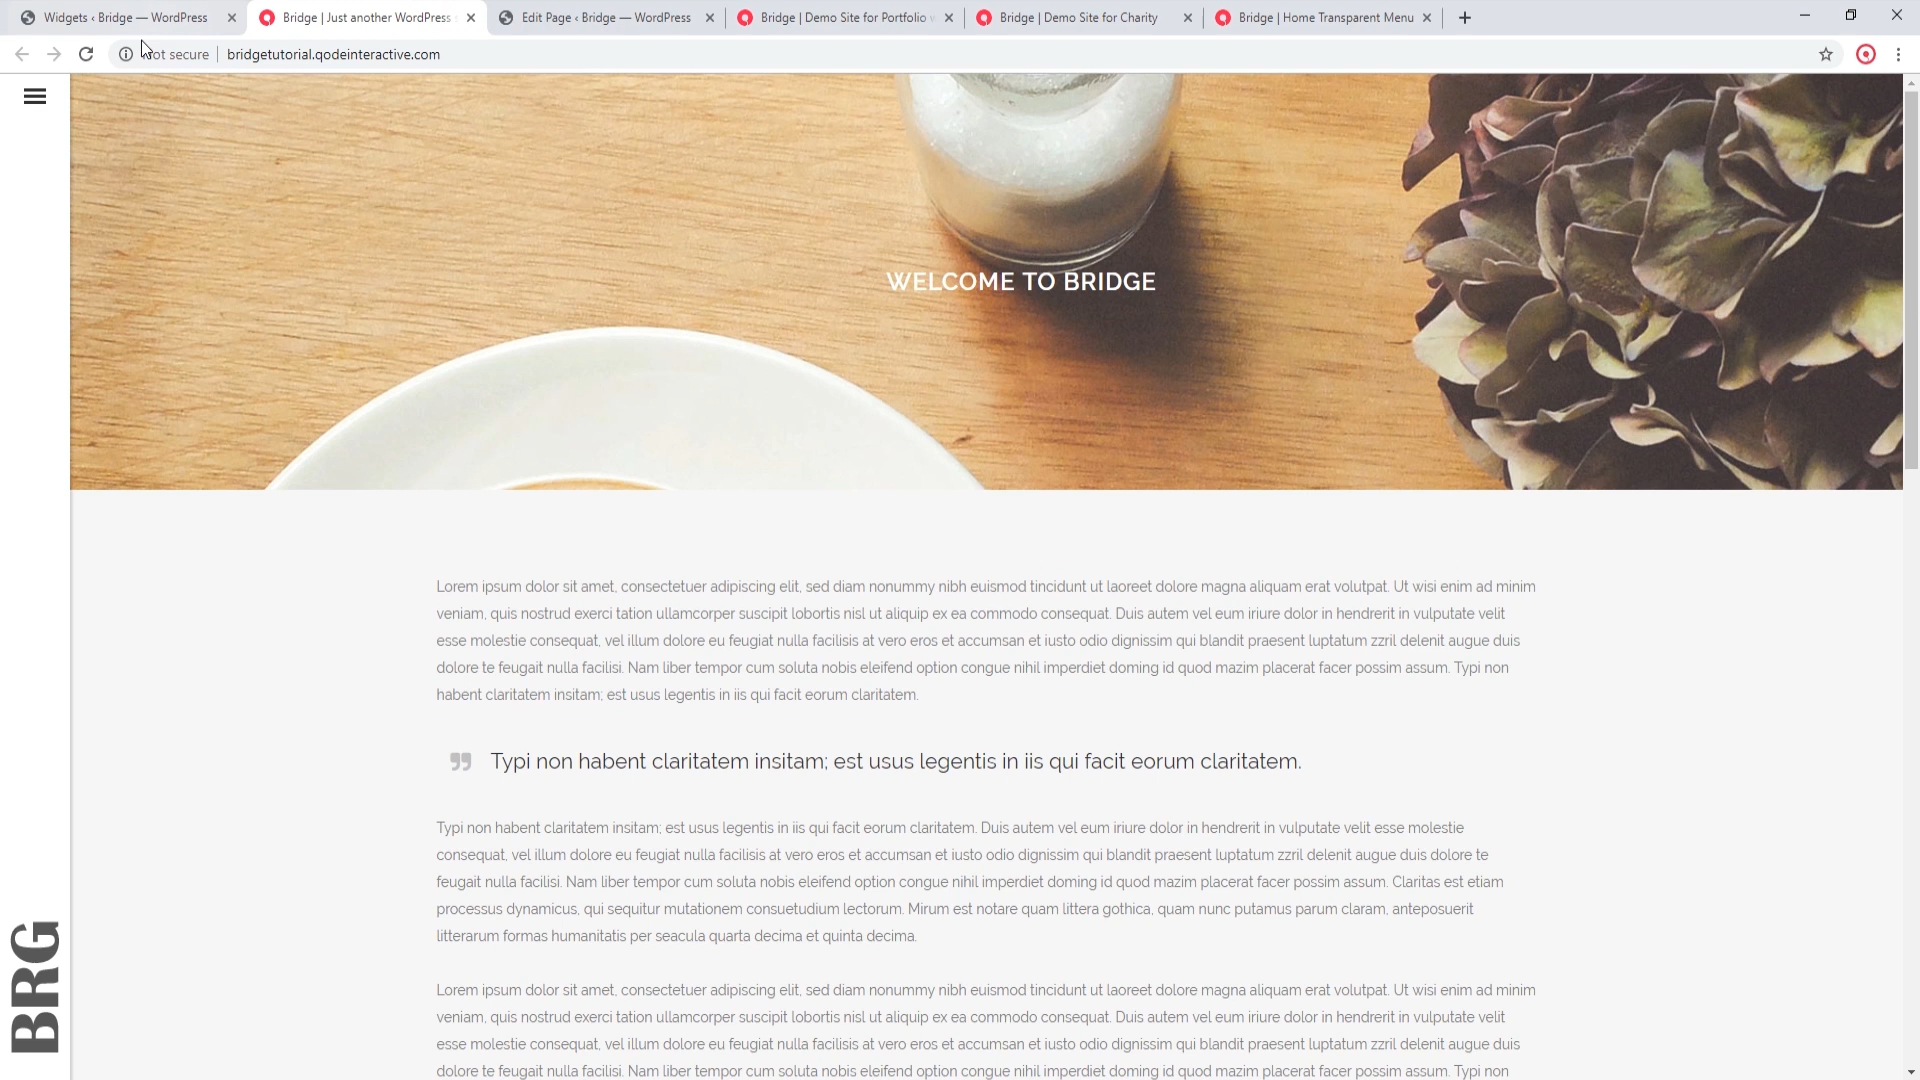 Widgets ‹ Bridge — WordPress
Bridge | Just another WordPress
Edit Page ‹ Bridge — WordPress
Bridge | Demo Site for Portfolio
Bridge | Demo Site for Charity
Bridge | Home Transparent Menu
secure
bridgetutorial.qodeinteractive.com
WELCOME TO BRIDGE
Lorem ipsum dolor sit amet, consectetuer adipiscing elit, sed diam nonummy nibh euismod tincidunt ut laoreet dolore magna aliquam erat volutpat. Ut wisi enim ad minim
veniam, quis nostrud exerci tation ullamcorper suscipit lobortis nisl ut aliquip ex ea commodo consequat. Duis autem vel eum iriure dolor in hendrerit in vulputate velit
esse molestie consequat, vel illum dolore eu feugiat nulla facilisis at vero eros et accumsan et iusto odio dignissim qui blandit praesent luptatum zzril delenit augue duis
dolore te feugait nulla facilisi. Nam liber tempor cum soluta nobis eleifend option congue nihil imperdiet doming id quod mazim placerat facer possim assum. Typi non
habent claritatem insitam; est usus legentis in iis qui facit eorum claritatem.
Typi non habent claritatem insitam; est usus legentis in iis qui facit eorum claritatem.
Typi non habent claritatem insitam; est usus legentis in iis qui facit eorum claritatem. Duis autem vel eum iriure dolor in hendrerit in vulputate velit esse molestie
consequat, vel illum dolore eu feugiat nulla facilisis at vero eros et accumsan et iusto odio dignissim qui blandit praesent luptatum zzril delenit augue duis dolore te
feugait nulla facilisi. Nam liber tempor cum soluta nobis eleifend option congue nihil imperdiet doming id quod mazim placerat facer possim assum. Claritas est etiam
processus dynamicus, qui sequitur mutationem consuetudium lectorum. Mirum est notare quam littera gothica, quam nunc putamus parum claram, anteposuerit
litterarum formas humanitatis per seacula quarta decima et quinta decima.
Lorem ipsum dolor sit amet, consectetuer adipiscing elit, sed diam nonummy nibh euismod tincidunt ut laoreet dolore magna aliquam erat volutpat. Ut wisi enim ad minim
veniam, quis nostrud exerci tation ullamcorper suscipit lobortis nisl ut aliquip ex ea commodo consequat. Duis autem vel eum iriure dolor in hendrerit in vulputate velit
esse molestie consequat, vel illum dolore eu feugiat nulla facilisis at vero eros et accumsan et iusto odio dignissim qui blandit praesent luptatum zzril delenit augue duis
dolore te feugait nulla facilisi. Nam liber tempor cum soluta nobis eleifend option congue nihil imperdiet doming id quod mazim placerat facer possim assum. Typi non
BRG